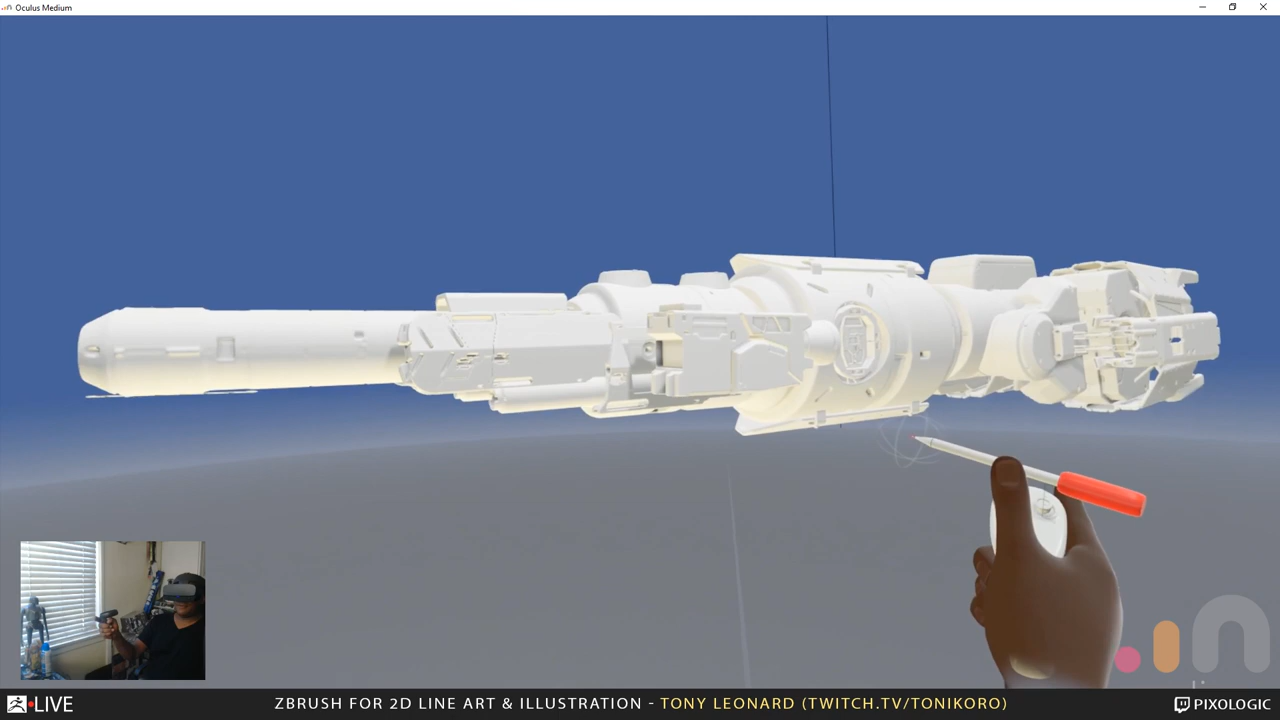 Oculus Medium
LIVE
ZBRUSH FOR 2D LINE ART & ILLUSTRATION - TONY LEONARD (TWITCH.TV/TONIKORO)
PIXOLOGIC